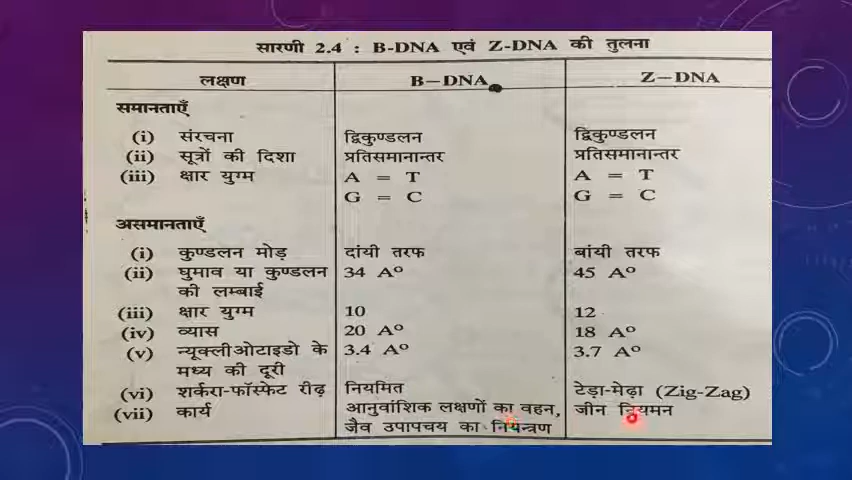 सारणी 2.4 : B-DNA एवं Z-DNA की तुलना
लक्षण B–DNA Z–DNA
समानताएँ
(i) संरचना द्विकुण्डलन द्विकुण्डलन
(ii) सूत्रों की दिशा प्रतिसमानान्तर प्रतिसमानान्तर
(iii) क्षार युग्म A = T A = T
G = C G = C
असमानताएँ
(i) कुण्डलन मोड़ दांयी तरफ बांयी तरफ
(ii) घुमाव या कुण्डलन 34 A° 45 A°
की लम्बाई
(iii) क्षार युग्म 10 12
(iv) व्यास 20 A° 18 A°
(v) न्यूक्लीओटाइडो के 3.4 A° 3.7 A°
मध्य की दूरी
(vi) शर्करा-फॉस्फेट रीढ़ नियमित टेड़ा-मेढ़ा (Zig-Zag)
(vii) कार्य आनुवांशिक लक्षणों का वहन, जीन नियमन
जैव उपापचय का नियन्त्रण